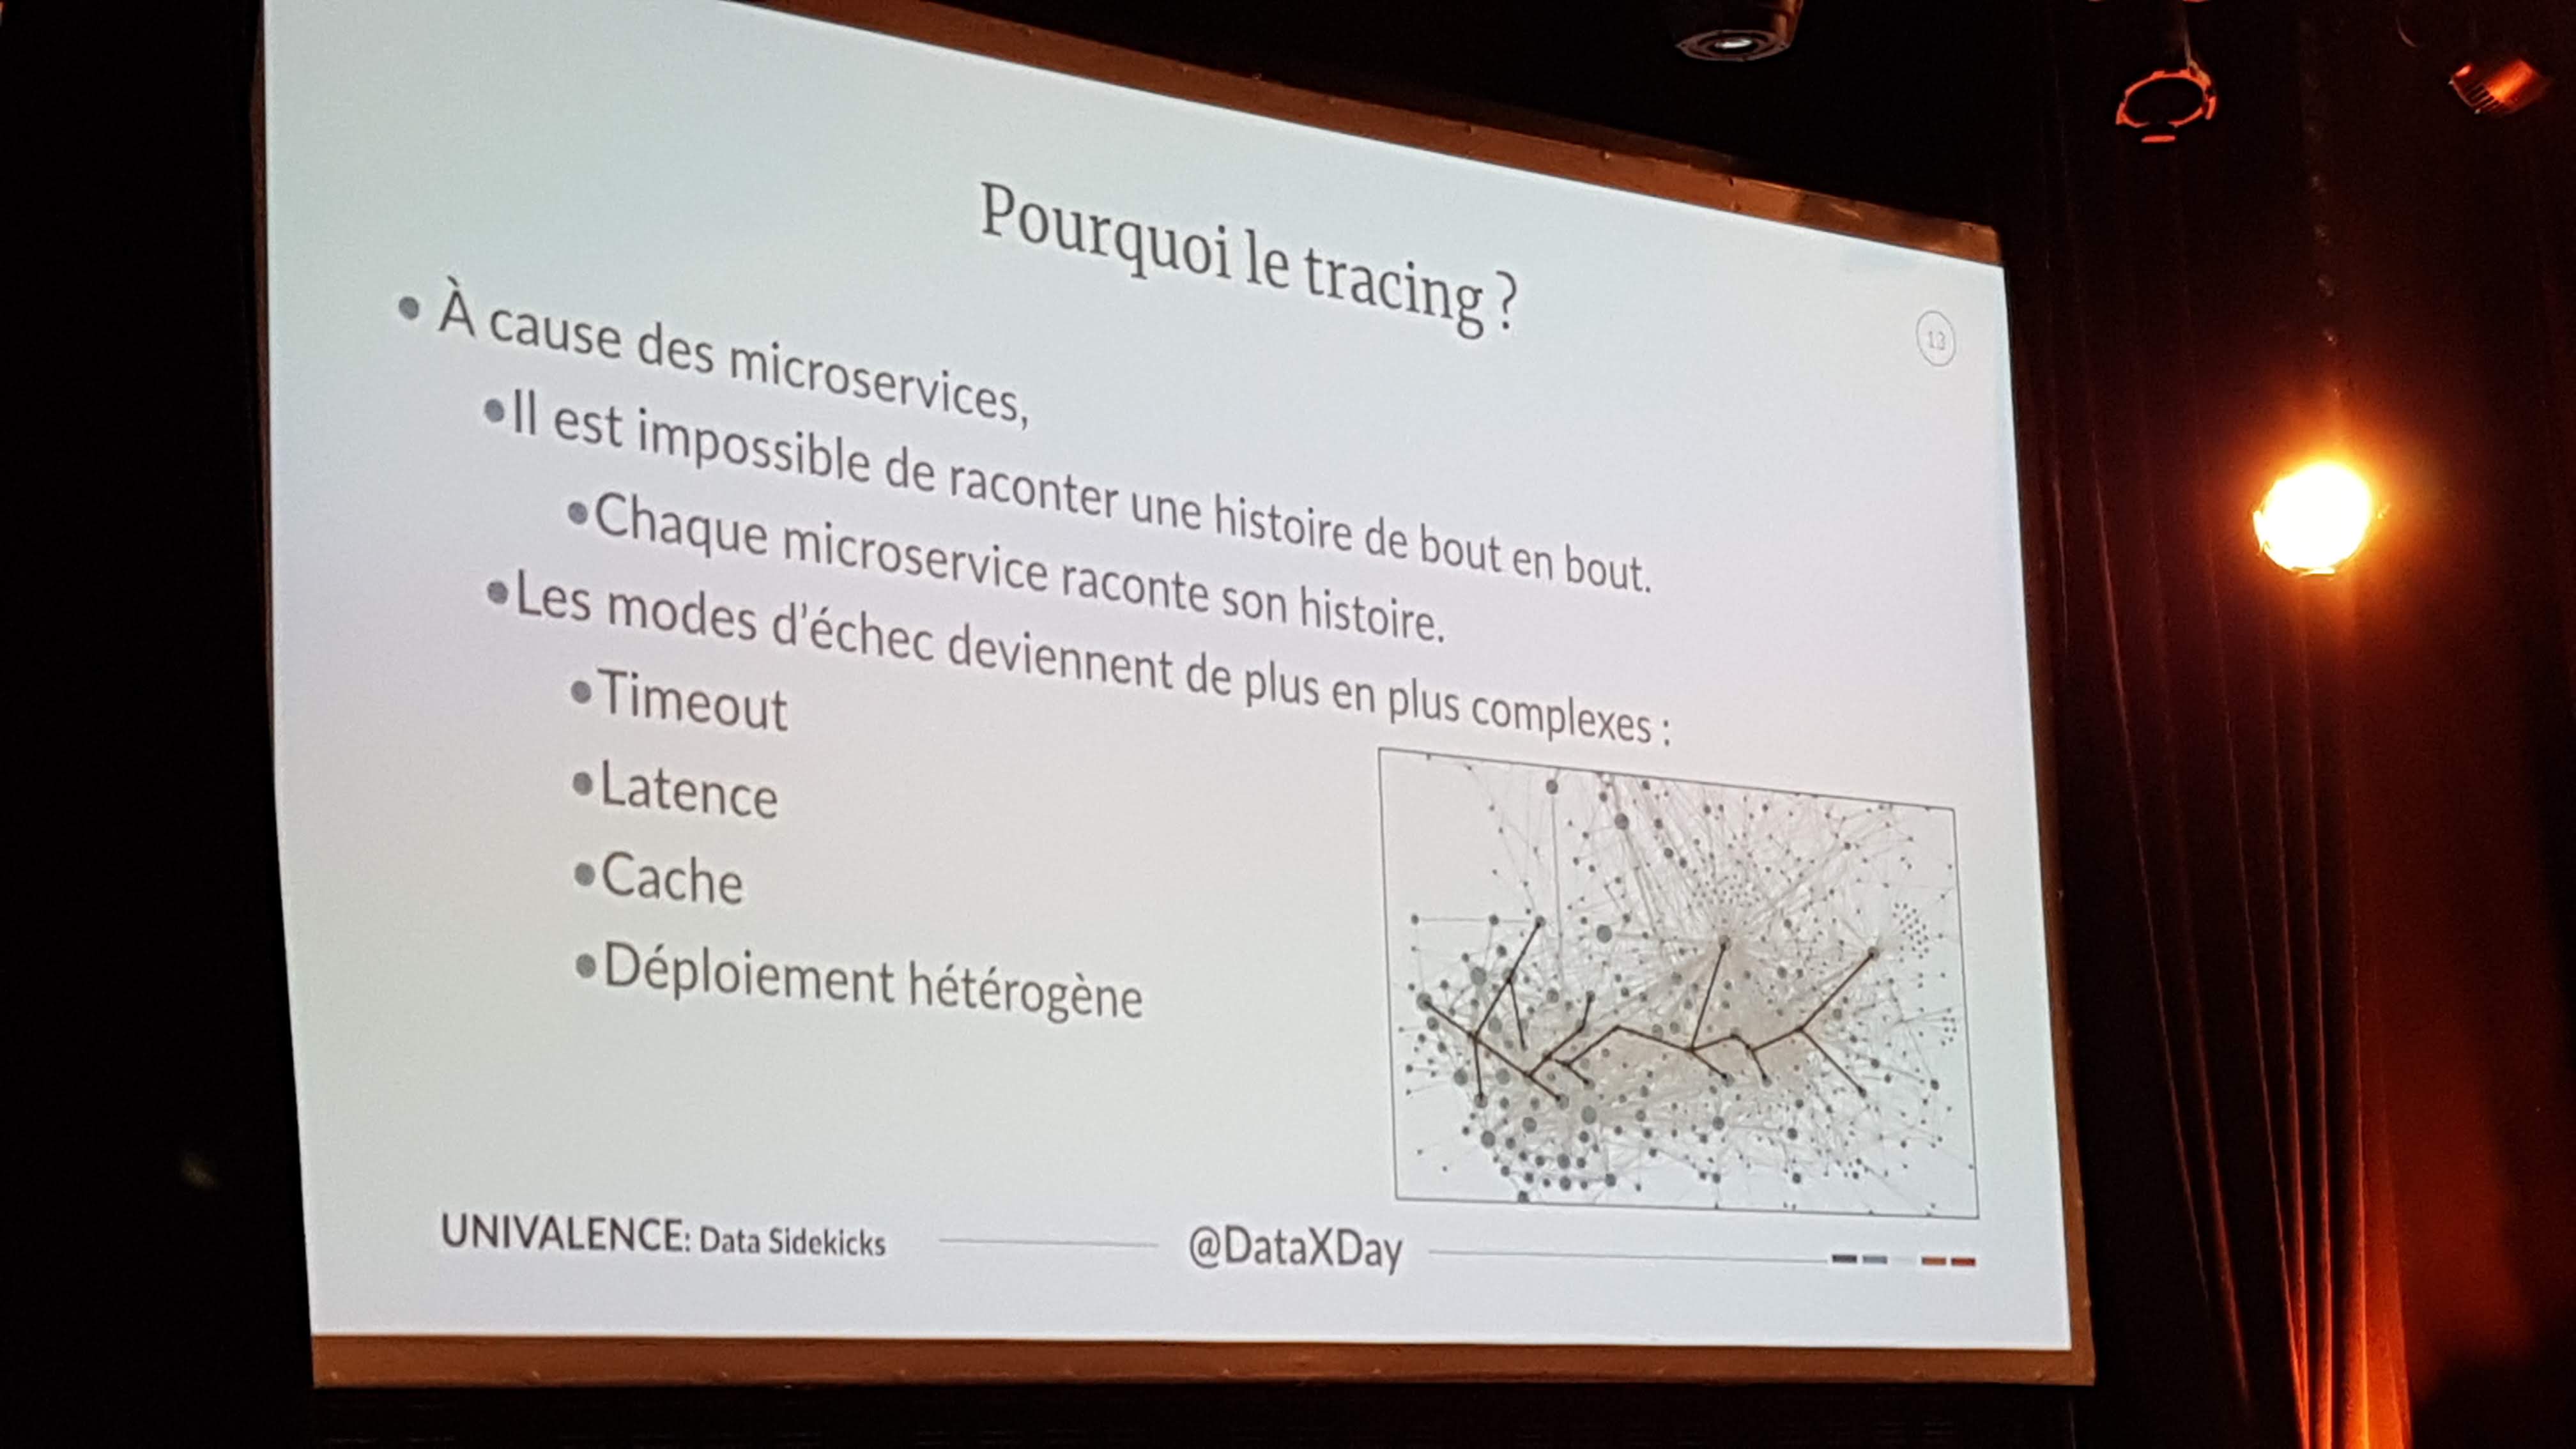 Pourquoi le tracing ?
13
• À cause des microservices,
•Il est impossible de raconter une histoire de bout en bout.
•Chaque microservice raconte son histoire.
•Les modes d'échec deviennent de plus en plus complexes :
•Timeout
•Latence
•Cache
•Déploiement hétérogène
UNIVALENCE: Data Sidekicks
@DataXDay